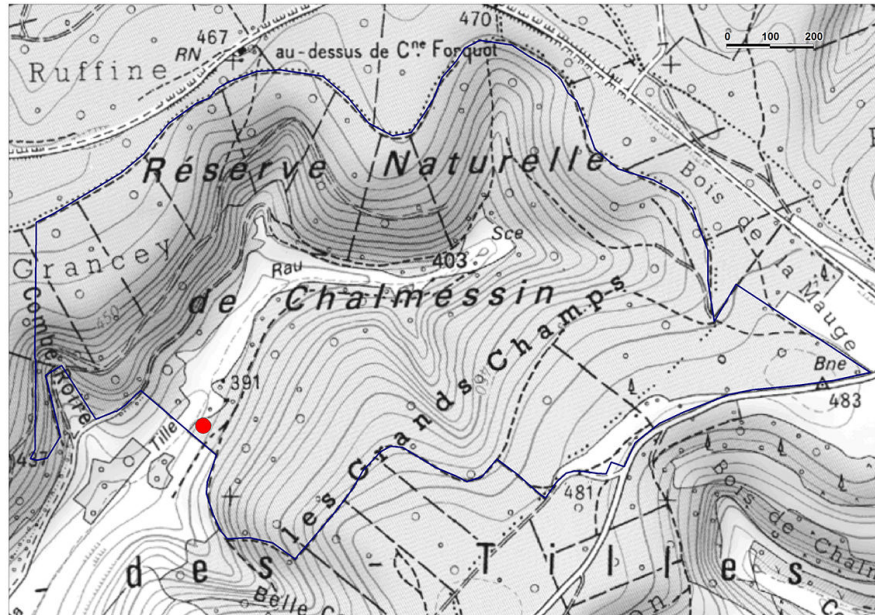 467
470
RN
au-dessus de Cne Forquot
0 100 200
Ruffine
Réserve Naturelle
Bois de la Mauge
Sce
Grancey
403
Rau
de Chalmessin
450
Combe Noire
les Grands Champs
Bne
391
483
Tille
481
Bois de Chalm
des - Tilles
Belle C